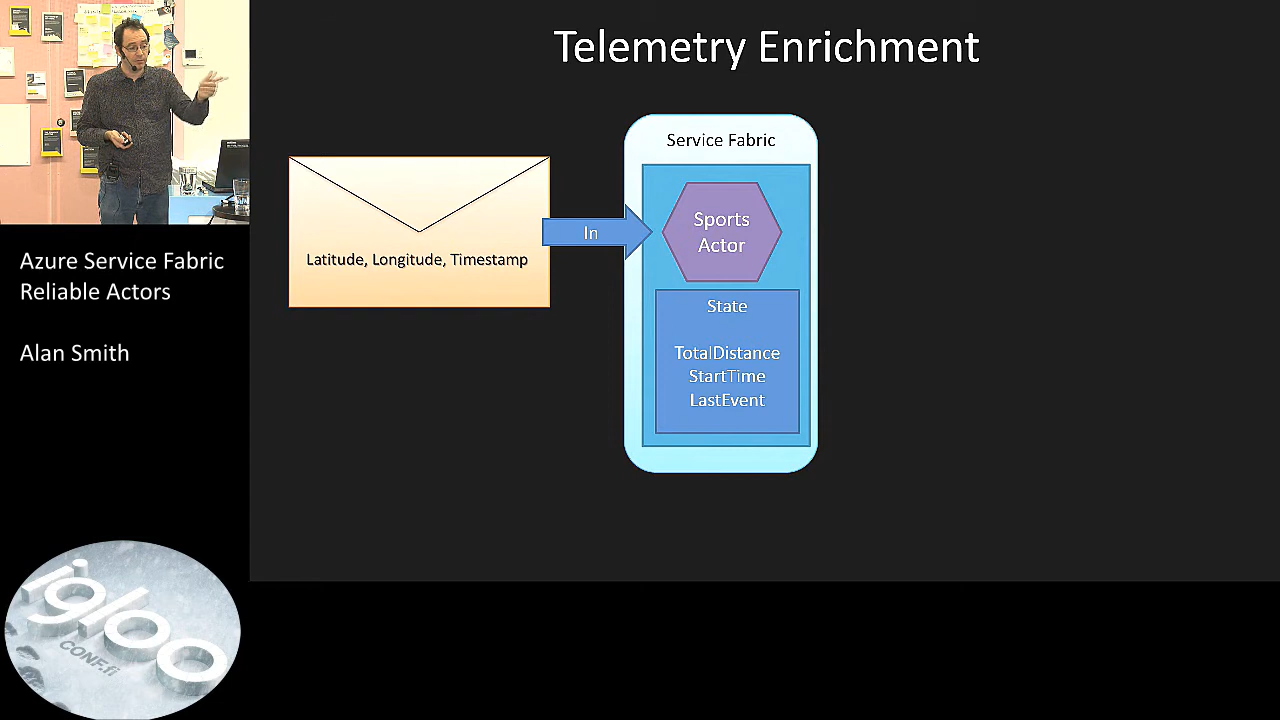 Telemetry Enrichment
Service Fabric
Sports
Actor
In
Latitude, Longitude, Timestamp
State
TotalDistance
StartTime
LastEvent
Azure Service Fabric
Reliable Actors
Alan Smith
igloo
CONF.fi